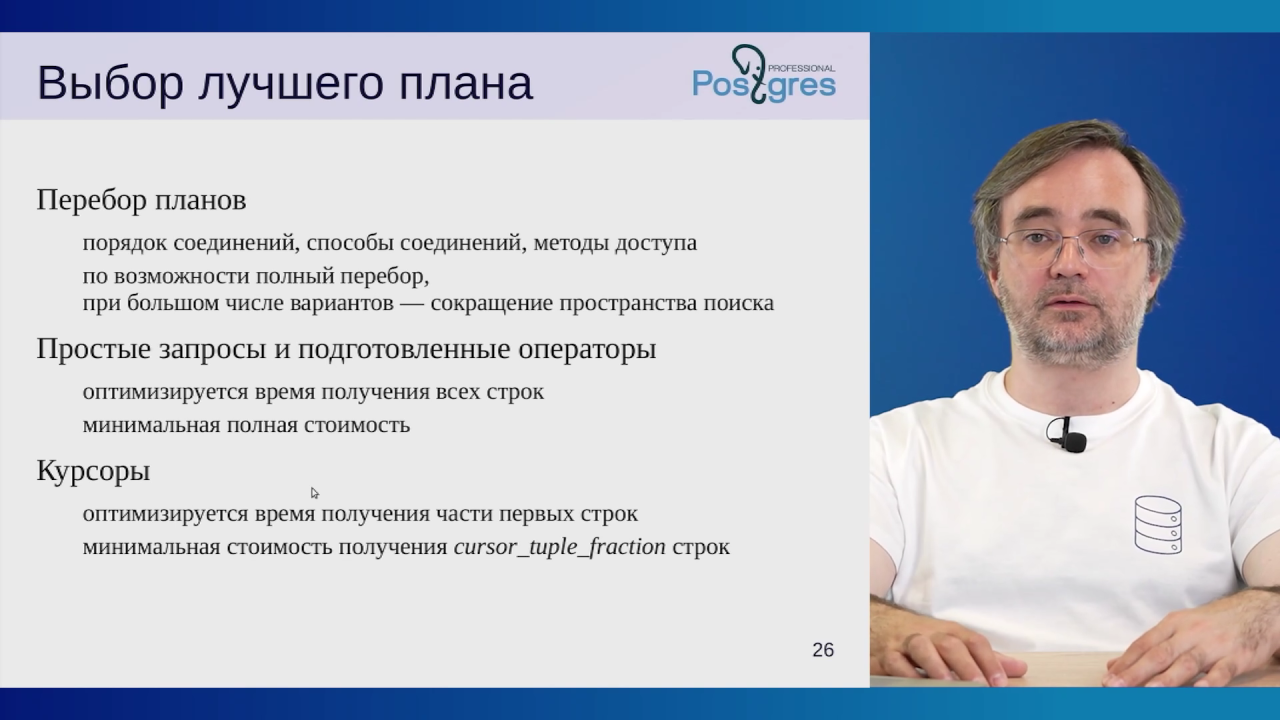 Выбор лучшего плана
PROFESSIONAL
Postgres
Перебор планов
порядок соединений, способы соединений, методы доступа
по возможности полный перебор,
при большом числе вариантов — сокращение пространства поиска
Простые запросы и подготовленные операторы
оптимизируется время получения всех строк
минимальная полная стоимость
Курсоры
оптимизируется время получения части первых строк
минимальная стоимость получения cursor_tuple_fraction строк
26